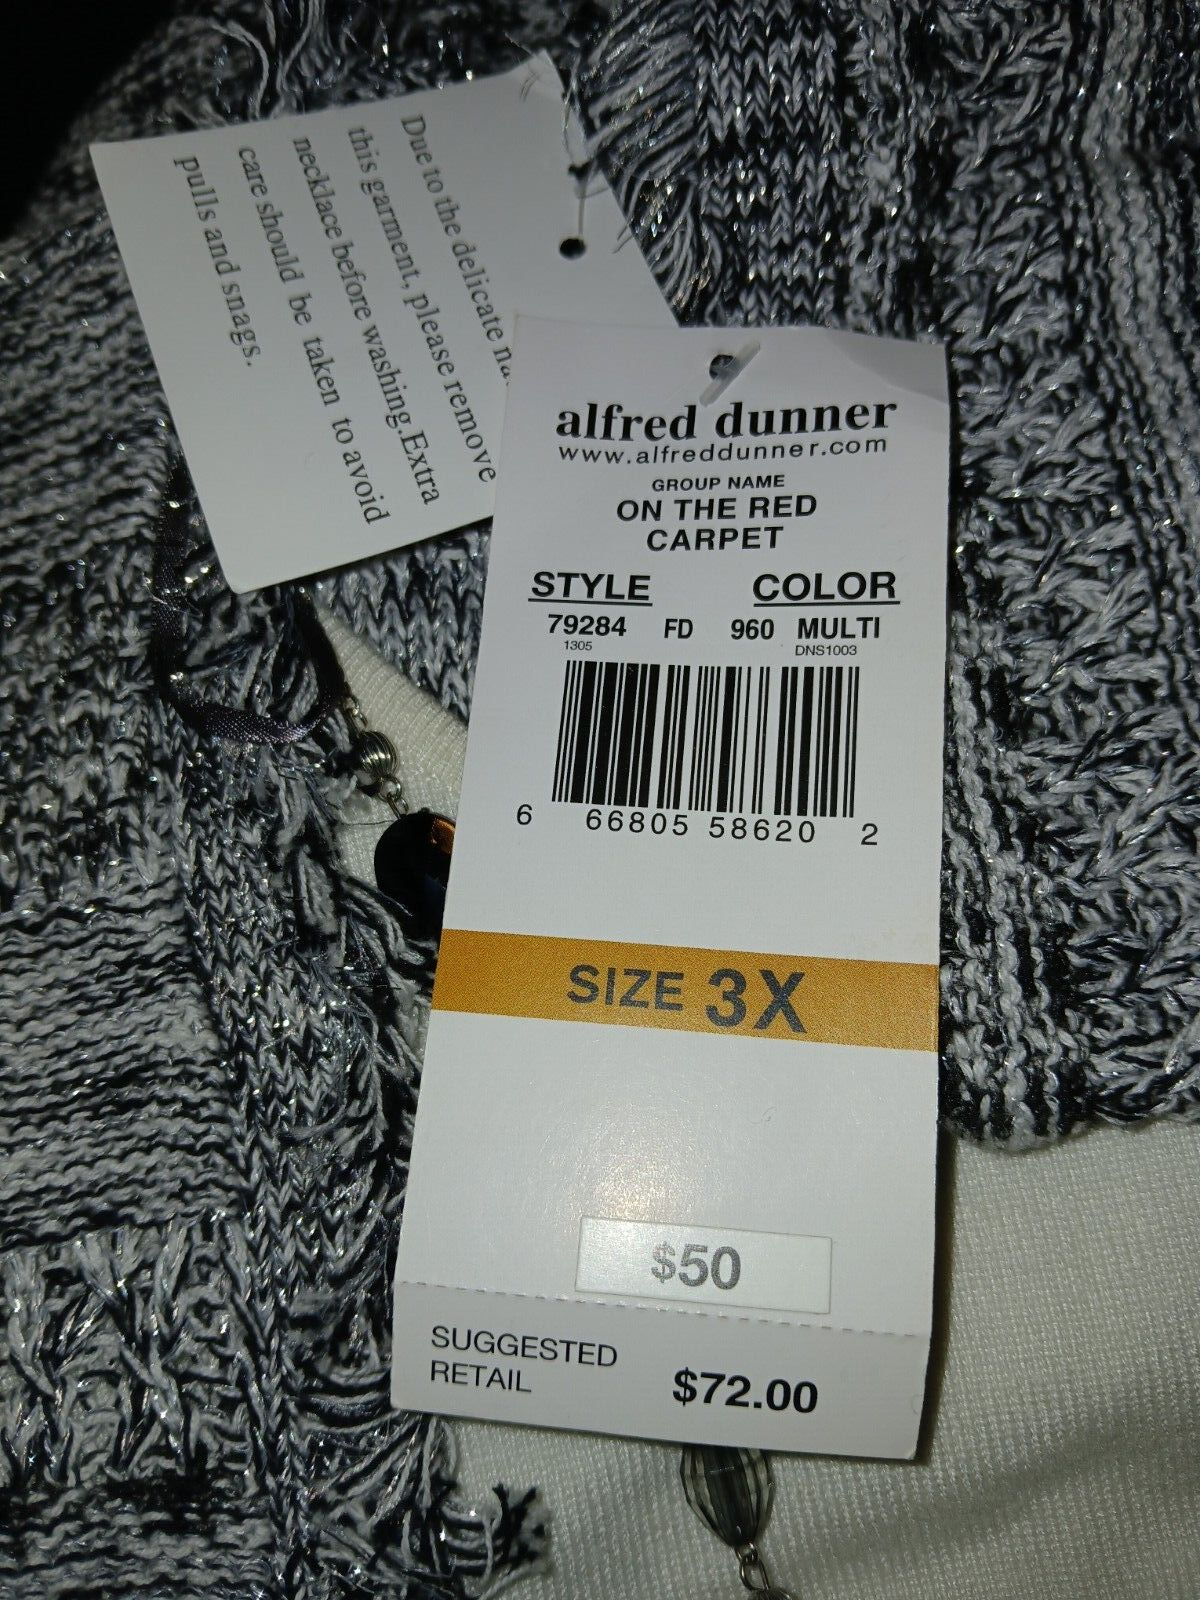 Due to the delicate
this garment, please remove
necklace before washing.Extra
care should be taken to avoid
pulls and snags.
alfred dunner
www.alfreddunner.com
GROUP NAME
ON THE RED
CARPET
STYLE COLOR
79284 FD 960 MULTI
1305 DNS1003
6 66805 58620 2
SIZE 3X
$50
SUGGESTED
RETAIL $72.00